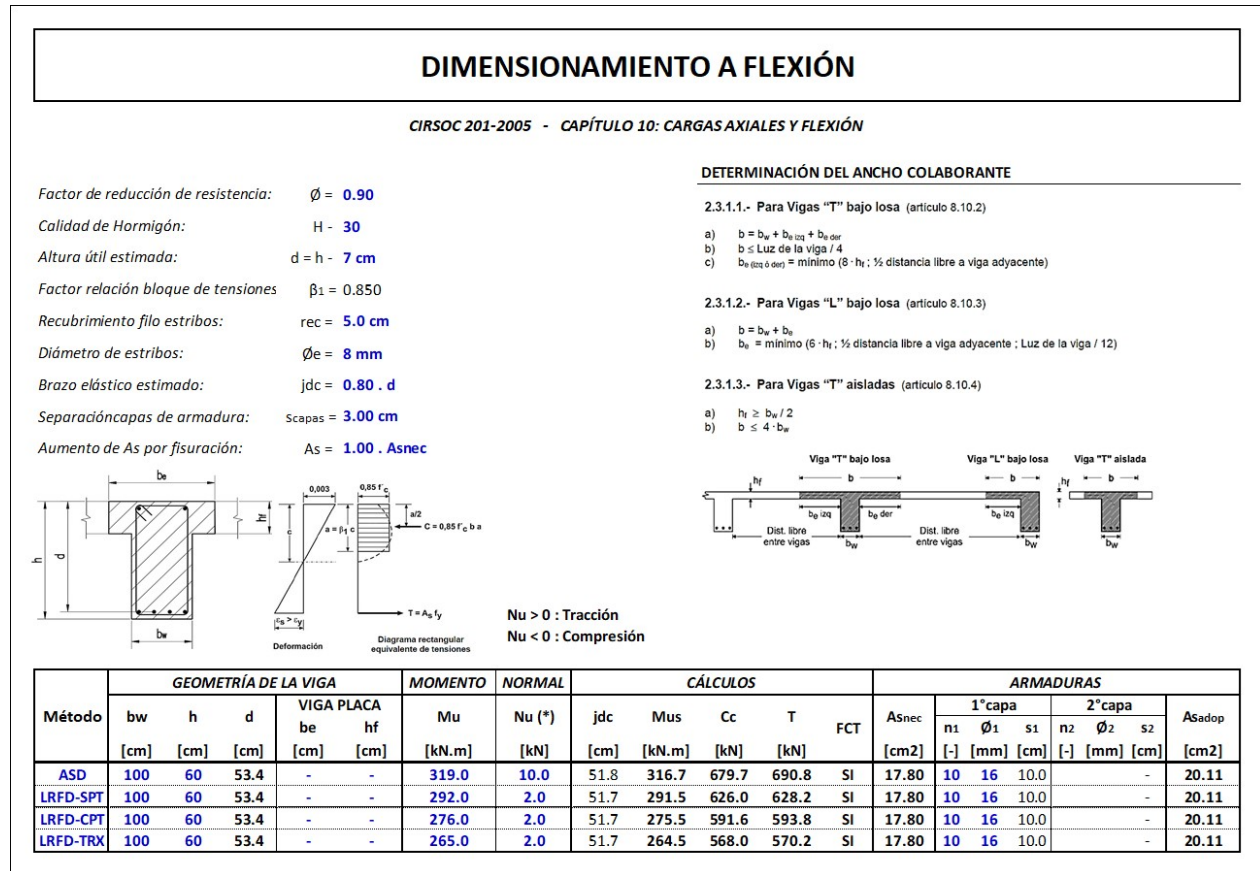 DIMENSIONAMIENTO A FLEXIÓN
CIRSOC 201-2005 - CAPÍTULO 10: CARGAS AXIALES Y FLEXIÓN
Factor de reducción de resistencia: Ø = 0.90
Calidad de Hormigón: H - 30
Altura útil estimada: d = h - 7 cm
Factor relación bloque de tensiones β1 = 0.850
Recubrimiento filo estribos: rec = 5.0 cm
Diámetro de estribos: Øe = 8 mm
Brazo elástico estimado: jdc = 0.80 . d
Separacióncapas de armadura: Scapas = 3.00 cm
Aumento de As por fisuración: As = 1.00 . Asnec
DETERMINACIÓN DEL ANCHO COLABORANTE
2.3.1.1.- Para Vigas "T" bajo losa (artículo 8.10.2)
a) b = bw + be izq + be der
b) b ≤ Luz de la viga / 4
c) be (izq ó der) = mínimo (8 · hf ; ½ distancia libre a viga adyacente)
2.3.1.2.- Para Vigas "L" bajo losa (artículo 8.10.3)
a) b = bw + be
b) be = mínimo (6 · hf ; ½ distancia libre a viga adyacente ; Luz de la viga / 12)
2.3.1.3.- Para Vigas "T" aisladas (artículo 8.10.4)
a) hf ≥ bw / 2
b) b ≤ 4 · bw
Viga "T" bajo losa Viga "L" bajo losa Viga "T" aislada
hf b b hf b
be izq be der be izq
Dist. libre entre vigas bw Dist. libre entre vigas bw bw
be
h d hf
bw
0,003 0,85 f'c
c a = β1 c a/2
C = 0,85 f'c b a
εs > εy T = As fy
Deformación
Diagrama rectangular
equivalente de tensiones
Nu > 0 : Tracción
Nu < 0 : Compresión
GEOMETRÍA DE LA VIGA MOMENTO NORMAL CÁLCULOS ARMADURAS
Método bw h d VIGA PLACA Mu Nu (*) jdc Mus Cc T FCT Asnec 1°capa 2°capa Asadop
be hf n1 Ø1 s1 n2 Ø2 s2
[cm] [cm] [cm] [cm] [cm] [kN.m] [kN] [cm] [kN.m] [kN] [kN] [cm2] [-] [mm] [cm] [-] [mm] [cm] [cm2]
ASD 100 60 53.4 - - 319.0 10.0 51.8 316.7 679.7 690.8 SI 17.80 10 16 10.0 - 20.11
LRFD-SPT 100 60 53.4 - - 292.0 2.0 51.7 291.5 626.0 628.2 SI 17.80 10 16 10.0 - 20.11
LRFD-CPT 100 60 53.4 - - 276.0 2.0 51.7 275.5 591.6 593.8 SI 17.80 10 16 10.0 - 20.11
LRFD-TRX 100 60 53.4 - - 265.0 2.0 51.7 264.5 568.0 570.2 SI 17.80 10 16 10.0 - 20.11